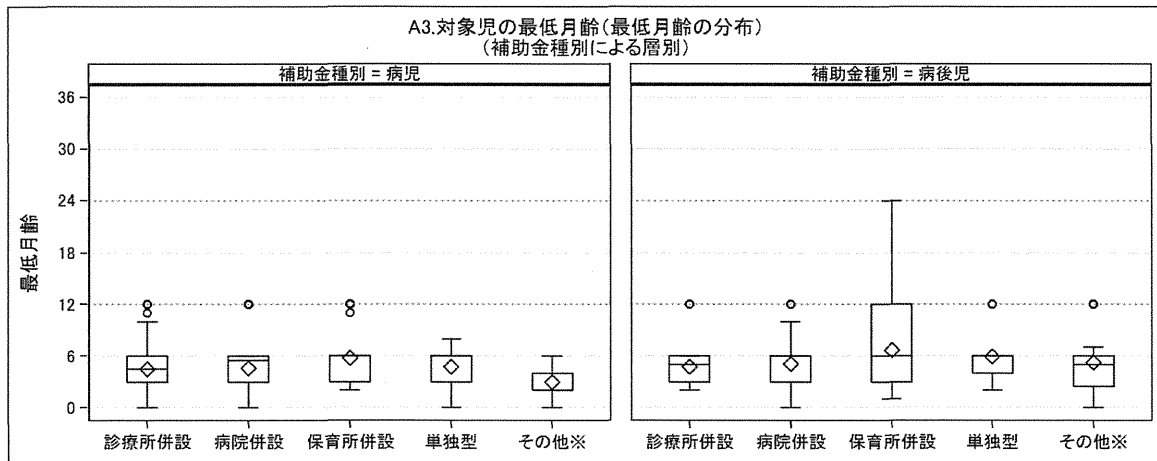 A3.対象児の最低月齢(最低月齢の分布)
(補助金種別による層別)
補助金種別 = 病児
補助金種別 = 病後児
最低月齢
36
30
24
18
12
6
0
診療所併設 病院併設 保育所併設 単独型 その他※
診療所併設 病院併設 保育所併設 単独型 その他※